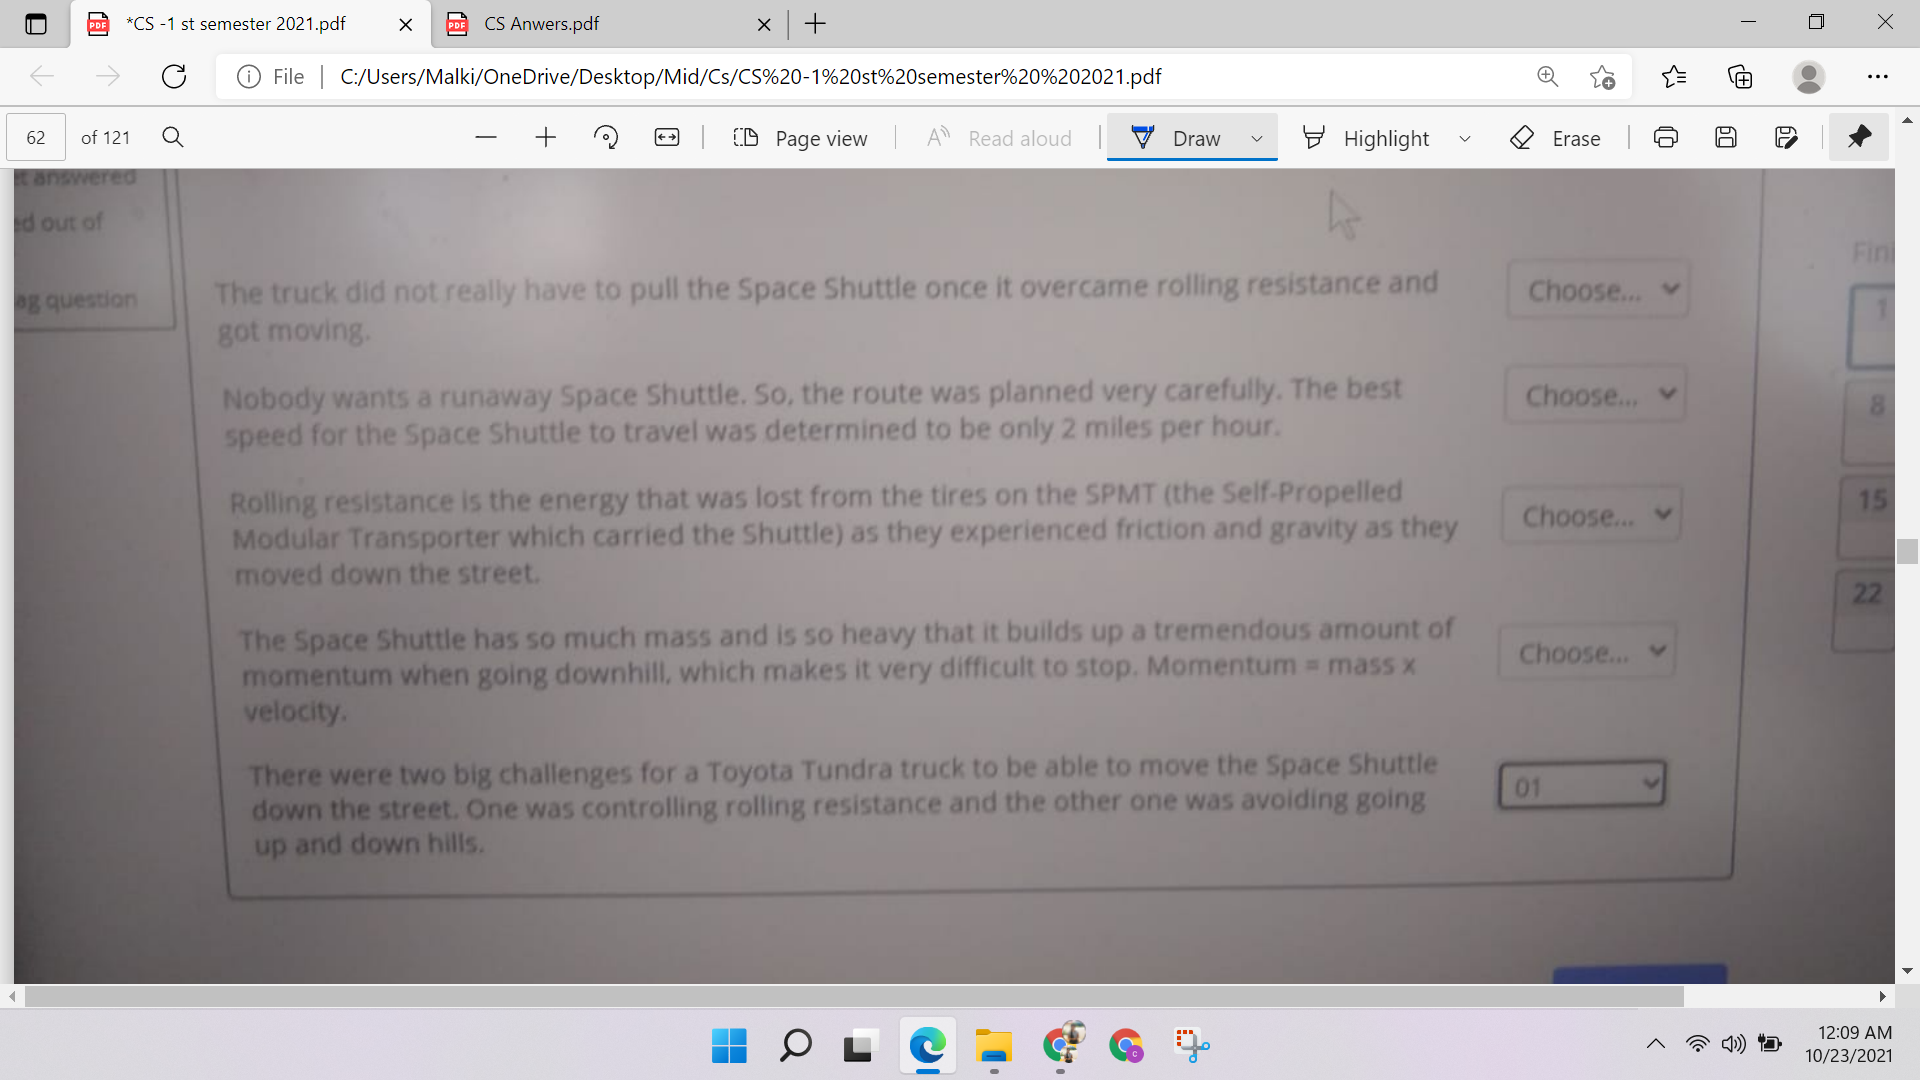 *CS -1 st semester 2021.pdf
CS Anwers.pdf
File
C:/Users/Malki/OneDrive/Desktop/Mid/Cs/CS%20-1%20st%20semester%20%202021.pdf
62 of 121
Page view
Read aloud
Draw
Highlight
Erase
answered
ed out of
ag question
The truck did not really have to pull the Space Shuttle once it overcame rolling resistance and
got moving.
Choose...
Nobody wants a runaway Space Shuttle. So, the route was planned very carefully. The best
speed for the Space Shuttle to travel was determined to be only 2 miles per hour.
Choose...
Rolling resistance is the energy that was lost from the tires on the SPMT (the Self-Propelled
Modular Transporter which carried the Shuttle) as they experienced friction and gravity as they
moved down the street.
Choose...
The Space Shuttle has so much mass and is so heavy that it builds up a tremendous amount of
momentum when going downhill, which makes it very difficult to stop. Momentum = mass x
velocity.
Choose...
There were two big challenges for a Toyota Tundra truck to be able to move the Space Shuttle
down the street. One was controlling rolling resistance and the other one was avoiding going
up and down hills.
01
Fini
1
8
15
22
12:09 AM
10/23/2021